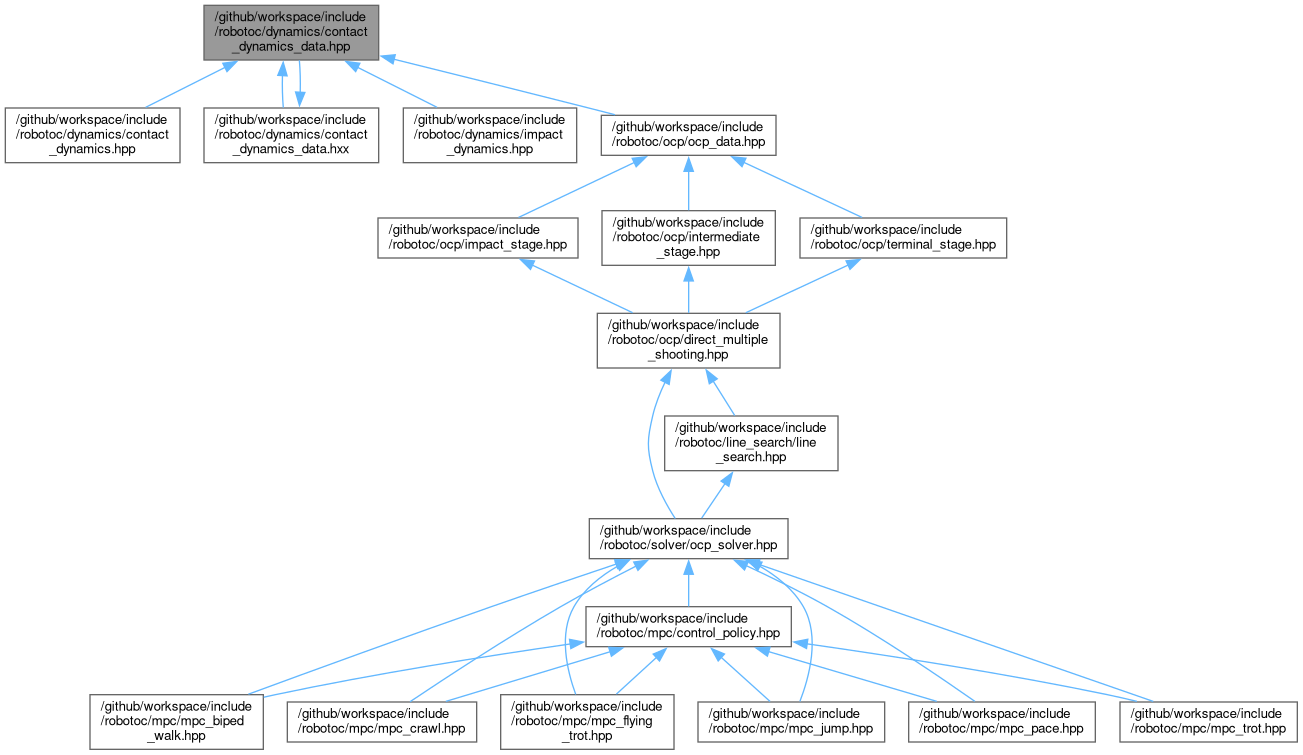 /github/workspace/include
/robotoc/dynamics/contact
_dynamics_data.hpp
/github/workspace/include
/robotoc/dynamics/contact
_dynamics.hpp
/github/workspace/include
/robotoc/dynamics/contact
_dynamics_data.hxx
/github/workspace/include
/robotoc/dynamics/impact
_dynamics.hpp
/github/workspace/include
/robotoc/ocp/ocp_data.hpp
/github/workspace/include
/robotoc/ocp/impact_stage.hpp
/github/workspace/include
/robotoc/ocp/intermediate
_stage.hpp
/github/workspace/include
/robotoc/ocp/terminal_stage.hpp
/github/workspace/include
/robotoc/ocp/direct_multiple
_shooting.hpp
/github/workspace/include
/robotoc/line_search/line
_search.hpp
/github/workspace/include
/robotoc/solver/ocp_solver.hpp
/github/workspace/include
/robotoc/mpc/control_policy.hpp
/github/workspace/include
/robotoc/mpc/mpc_biped
_walk.hpp
/github/workspace/include
/robotoc/mpc/mpc_crawl.hpp
/github/workspace/include
/robotoc/mpc/mpc_flying
_trot.hpp
/github/workspace/include
/robotoc/mpc/mpc_jump.hpp
/github/workspace/include
/robotoc/mpc/mpc_pace.hpp
/github/workspace/include
/robotoc/mpc/mpc_trot.hpp